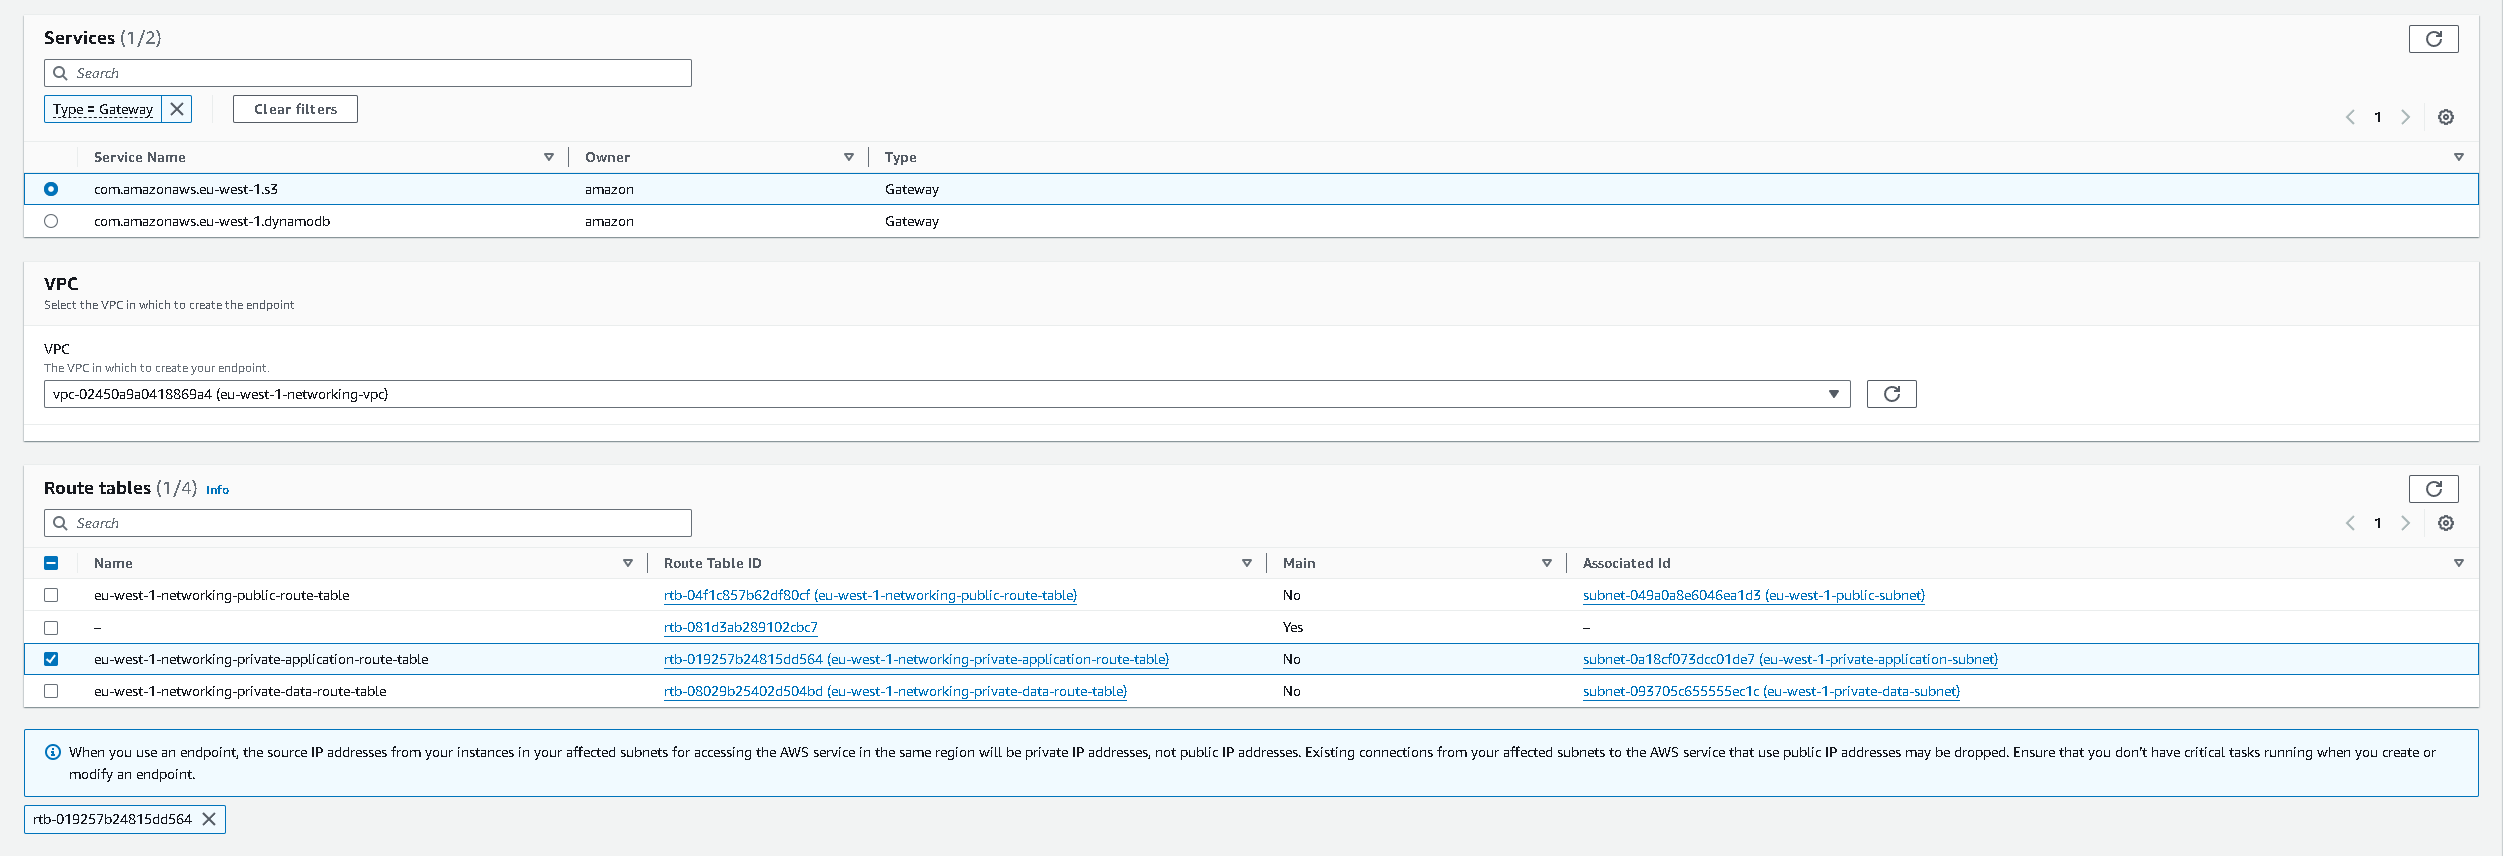 Services (1/2)
Search
Type = Gateway
Clear filters
1
Service Name Owner Type
com.amazonaws.eu-west-1.s3 amazon Gateway
com.amazonaws.eu-west-1.dynamodb amazon Gateway
VPC
Select the VPC in which to create the endpoint
VPC
The VPC in which to create your endpoint.
vpc-02450a9a0418869a4 (eu-west-1-networking-vpc)
Route tables (1/4) Info
Search
1
Name Route Table ID Main Associated Id
eu-west-1-networking-public-route-table rtb-04f1c857b62df80cf (eu-west-1-networking-public-route-table) No subnet-049a0a8e6046ea1d3 (eu-west-1-public-subnet)
– rtb-081d3ab289102cbc7 Yes –
eu-west-1-networking-private-application-route-table rtb-019257b24815dd564 (eu-west-1-networking-private-application-route-table) No subnet-0a18cf073dcc01de7 (eu-west-1-private-application-subnet)
eu-west-1-networking-private-data-route-table rtb-08029b25402d504bd (eu-west-1-networking-private-data-route-table) No subnet-093705c655555ec1c (eu-west-1-private-data-subnet)
When you use an endpoint, the source IP addresses from your instances in your affected subnets for accessing the AWS service in the same region will be private IP addresses, not public IP addresses. Existing connections from your affected subnets to the AWS service that use public IP addresses may be dropped. Ensure that you don't have critical tasks running when you create or
modify an endpoint.
rtb-019257b24815dd564